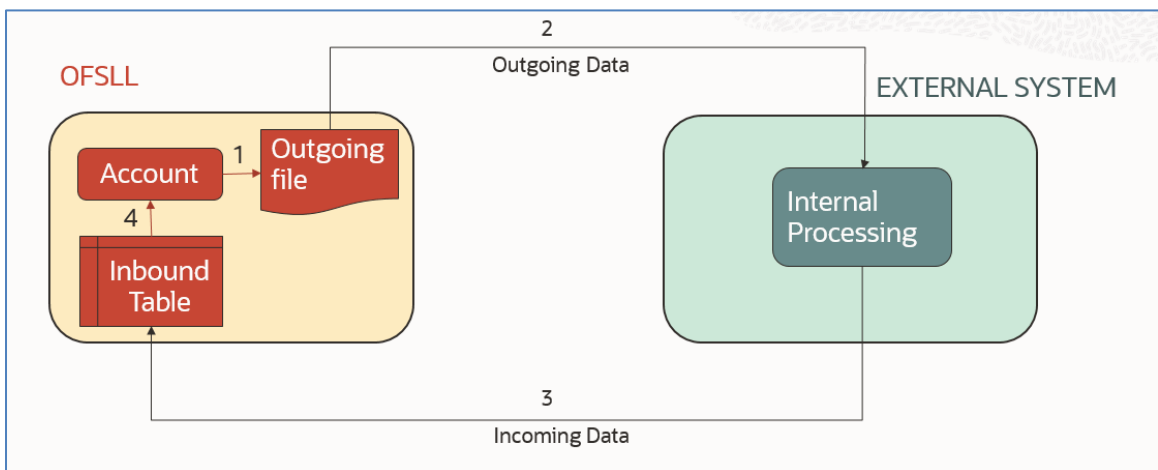 2
Outgoing Data
OFSLL
EXTERNAL SYSTEM
Account
1
Outgoing
file
4
Inbound
Table
Internal
Processing
3
Incoming Data